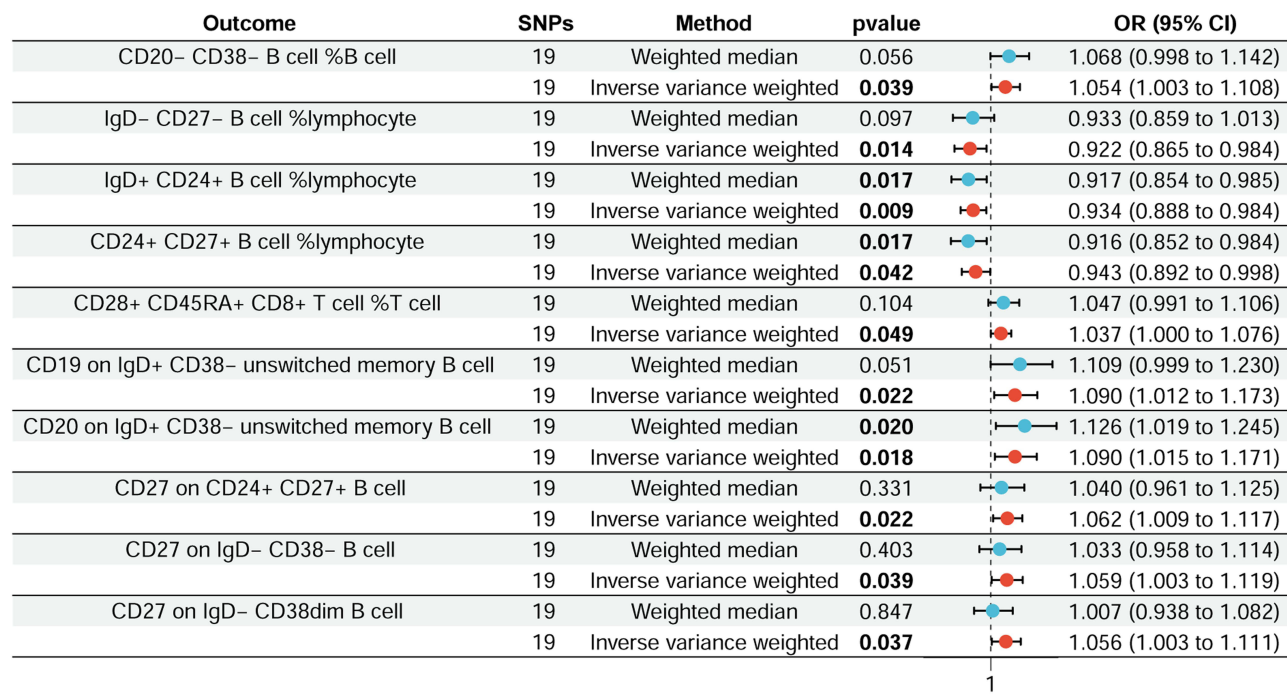 Outcome SNPs Method pvalue OR (95% CI)
CD20− CD38− B cell %B cell 19 Weighted median 0.056 1.068 (0.998 to 1.142)
19 Inverse variance weighted 0.039 1.054 (1.003 to 1.108)
IgD− CD27− B cell %lymphocyte 19 Weighted median 0.097 0.933 (0.859 to 1.013)
19 Inverse variance weighted 0.014 0.922 (0.865 to 0.984)
IgD+ CD24+ B cell %lymphocyte 19 Weighted median 0.017 0.917 (0.854 to 0.985)
19 Inverse variance weighted 0.009 0.934 (0.888 to 0.984)
CD24+ CD27+ B cell %lymphocyte 19 Weighted median 0.017 0.916 (0.852 to 0.984)
19 Inverse variance weighted 0.042 0.943 (0.892 to 0.998)
CD28+ CD45RA+ CD8+ T cell %T cell 19 Weighted median 0.104 1.047 (0.991 to 1.106)
19 Inverse variance weighted 0.049 1.037 (1.000 to 1.076)
CD19 on IgD+ CD38− unswitched memory B cell 19 Weighted median 0.051 1.109 (0.999 to 1.230)
19 Inverse variance weighted 0.022 1.090 (1.012 to 1.173)
CD20 on IgD+ CD38− unswitched memory B cell 19 Weighted median 0.020 1.126 (1.019 to 1.245)
19 Inverse variance weighted 0.018 1.090 (1.015 to 1.171)
CD27 on CD24+ CD27+ B cell 19 Weighted median 0.331 1.040 (0.961 to 1.125)
19 Inverse variance weighted 0.022 1.062 (1.009 to 1.117)
CD27 on IgD− CD38− B cell 19 Weighted median 0.403 1.033 (0.958 to 1.114)
19 Inverse variance weighted 0.039 1.059 (1.003 to 1.119)
CD27 on IgD− CD38dim B cell 19 Weighted median 0.847 1.007 (0.938 to 1.082)
19 Inverse variance weighted 0.037 1.056 (1.003 to 1.111)
1